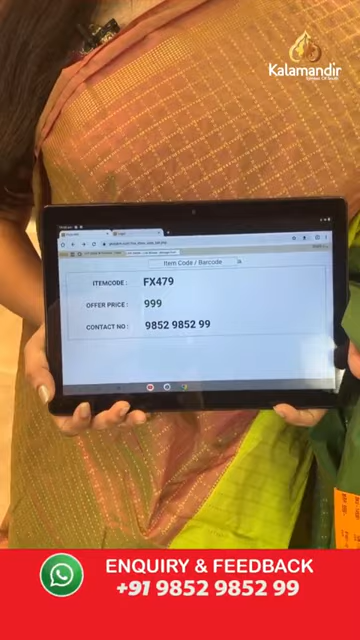 Kalamandir
Item Code / Barcode
ITEMCODE : FX479
OFFER PRICE : 999
CONTACT NO : 9852 9852 99
ENQUIRY & FEEDBACK
+91 9852 9852 99